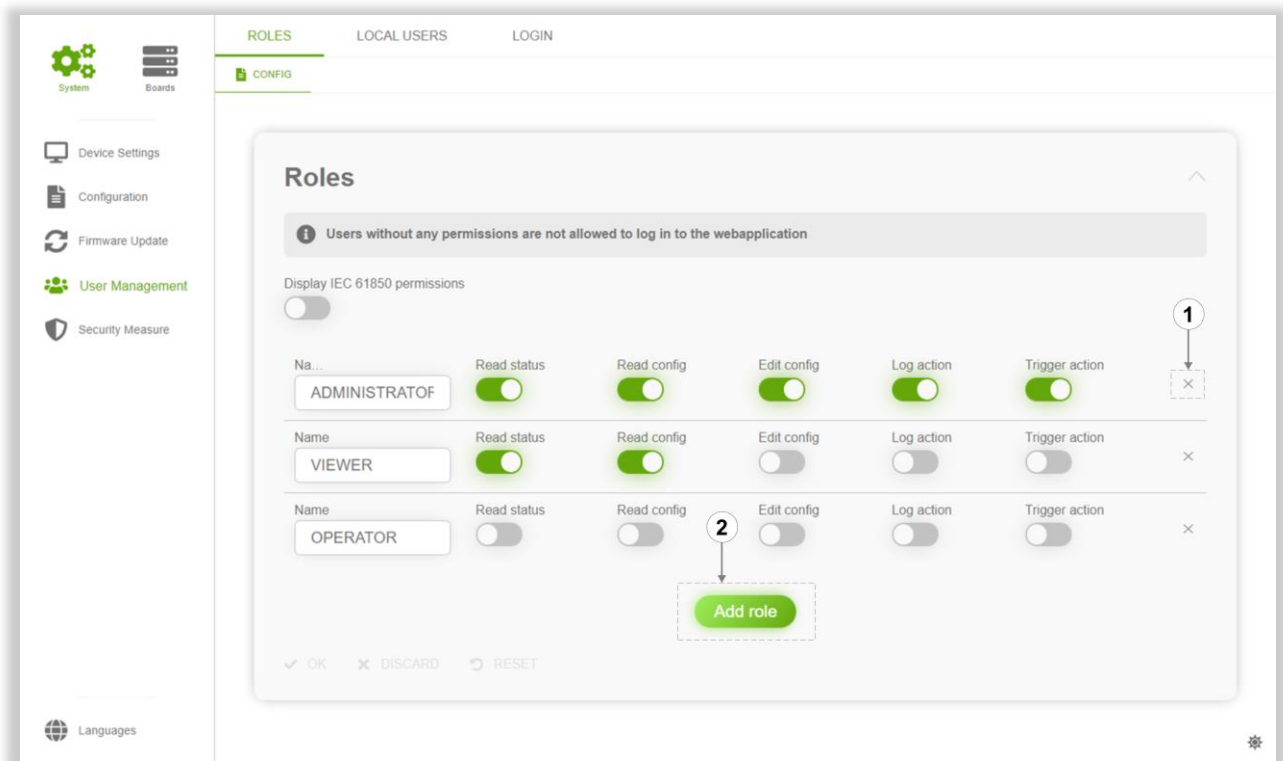 ROLES LOCAL USERS LOGIN
System Boards
CONFIG
Device Settings
Configuration
Firmware Update
User Management
Security Measure
Languages
Roles
Users without any permissions are not allowed to log in to the webapplication
Display IEC 61850 permissions
1
Na... Read status Read config Edit config Log action Trigger action
ADMINISTRATOR
Name Read status Read config Edit config Log action Trigger action
VIEWER
Name Read status Read config Edit config Log action Trigger action
OPERATOR
2
Add role
OK DISCARD RESET